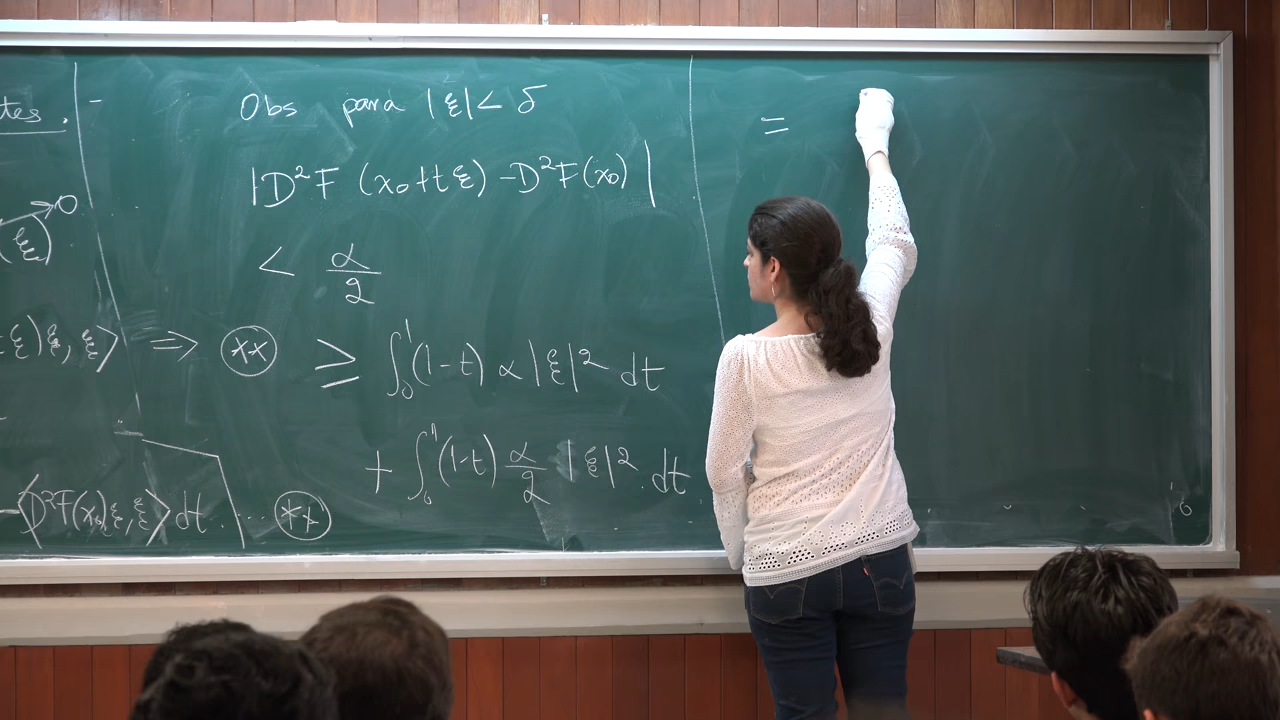 tes. -
Obs para |ξ| < δ
|D²F (x₀+tξ) - D²F(x₀)|
< α/2
0
(ξ)
ξ)ξ, ξ⟩ ⇒ (**) ≥ ∫₀¹ (1-t) α |ξ|² dt
+ ∫₀¹ (1-t) α/2 |ξ|² dt
-⟨D²F(x₀)ξ, ξ⟩ dt. ... (**)
=